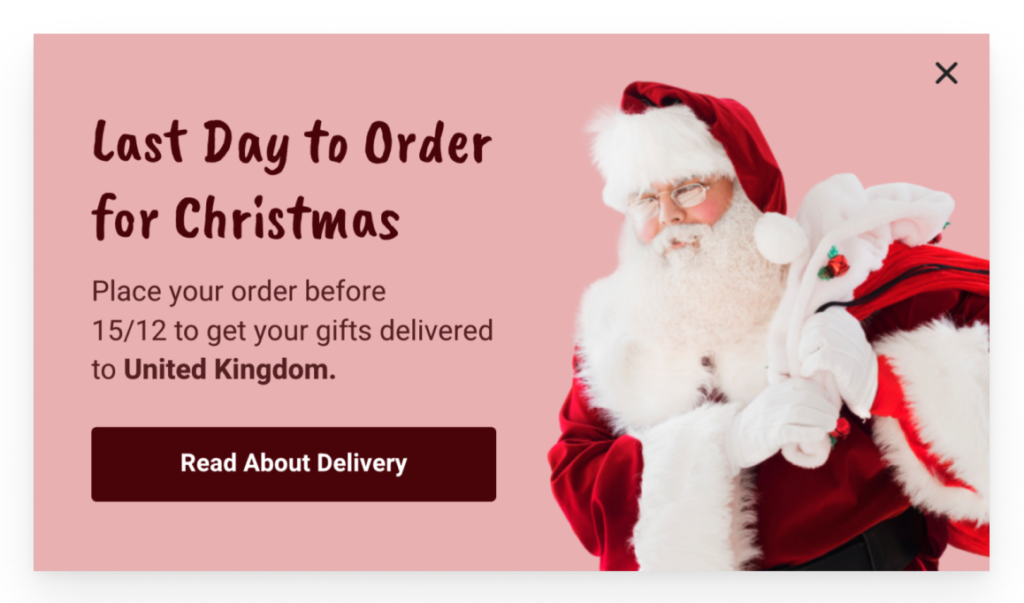 Last Day to Order
for Christmas
Place your order before
15/12 to get your gifts delivered
to United Kingdom.
Read About Delivery